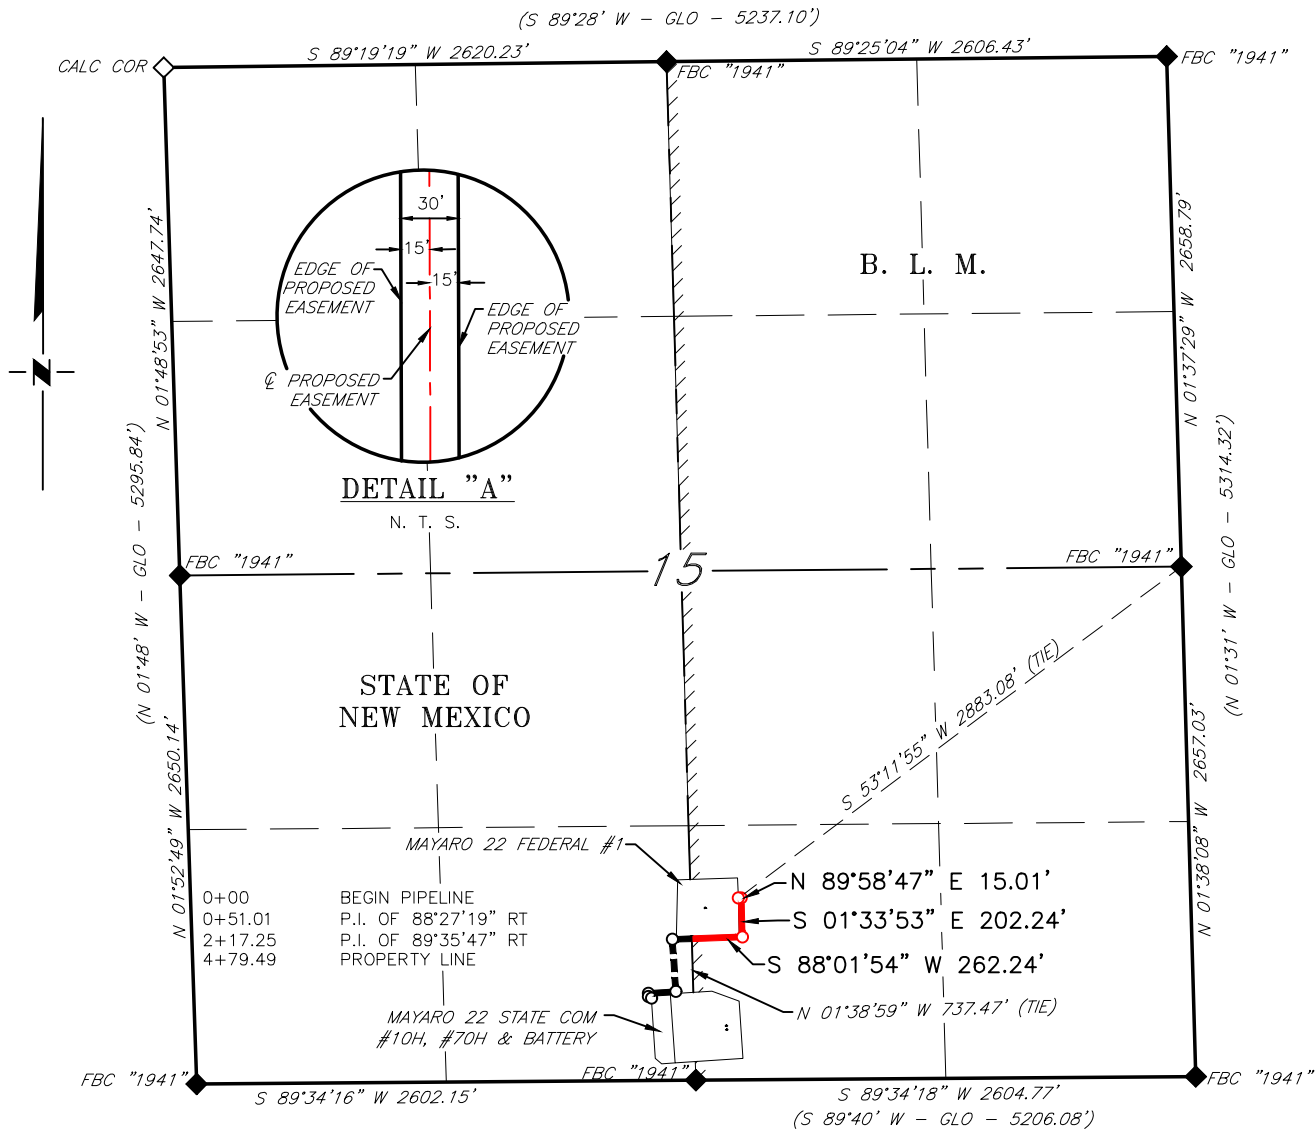 (S 89°28' W - GLO - 5237.10')
S 89°19'19" W 2620.23'
S 89°25'04" W 2606.43'
CALC COR
FBC "1941"
FBC "1941"
N 01°48'53" W 2647.74'
(N 01°48' W - GLO - 5295.84')
N 01°52'49" W 2650.14'
N 01°37'29" W 2658.79'
(N 01°31' W - GLO - 5314.32')
N 01°38'08" W 2657.03'
N
30'
15'
15'
EDGE OF
PROPOSED
EASEMENT
EDGE OF
PROPOSED
EASEMENT
℄ PROPOSED
EASEMENT
DETAIL "A"
N. T. S.
B. L. M.
FBC "1941"
15
FBC "1941"
STATE OF
NEW MEXICO
S 53°11'55" W 2883.08' (TIE)
MAYARO 22 FEDERAL #1
0+00 BEGIN PIPELINE
0+51.01 P.I. OF 88°27'19" RT
2+17.25 P.I. OF 89°35'47" RT
4+79.49 PROPERTY LINE
N 89°58'47" E 15.01'
S 01°33'53" E 202.24'
S 88°01'54" W 262.24'
N 01°38'59" W 737.47' (TIE)
MAYARO 22 STATE COM
#10H, #70H & BATTERY
FBC "1941"
FBC "1941"
FBC "1941"
S 89°34'16" W 2602.15'
S 89°34'18" W 2604.77'
(S 89°40' W - GLO - 5206.08')